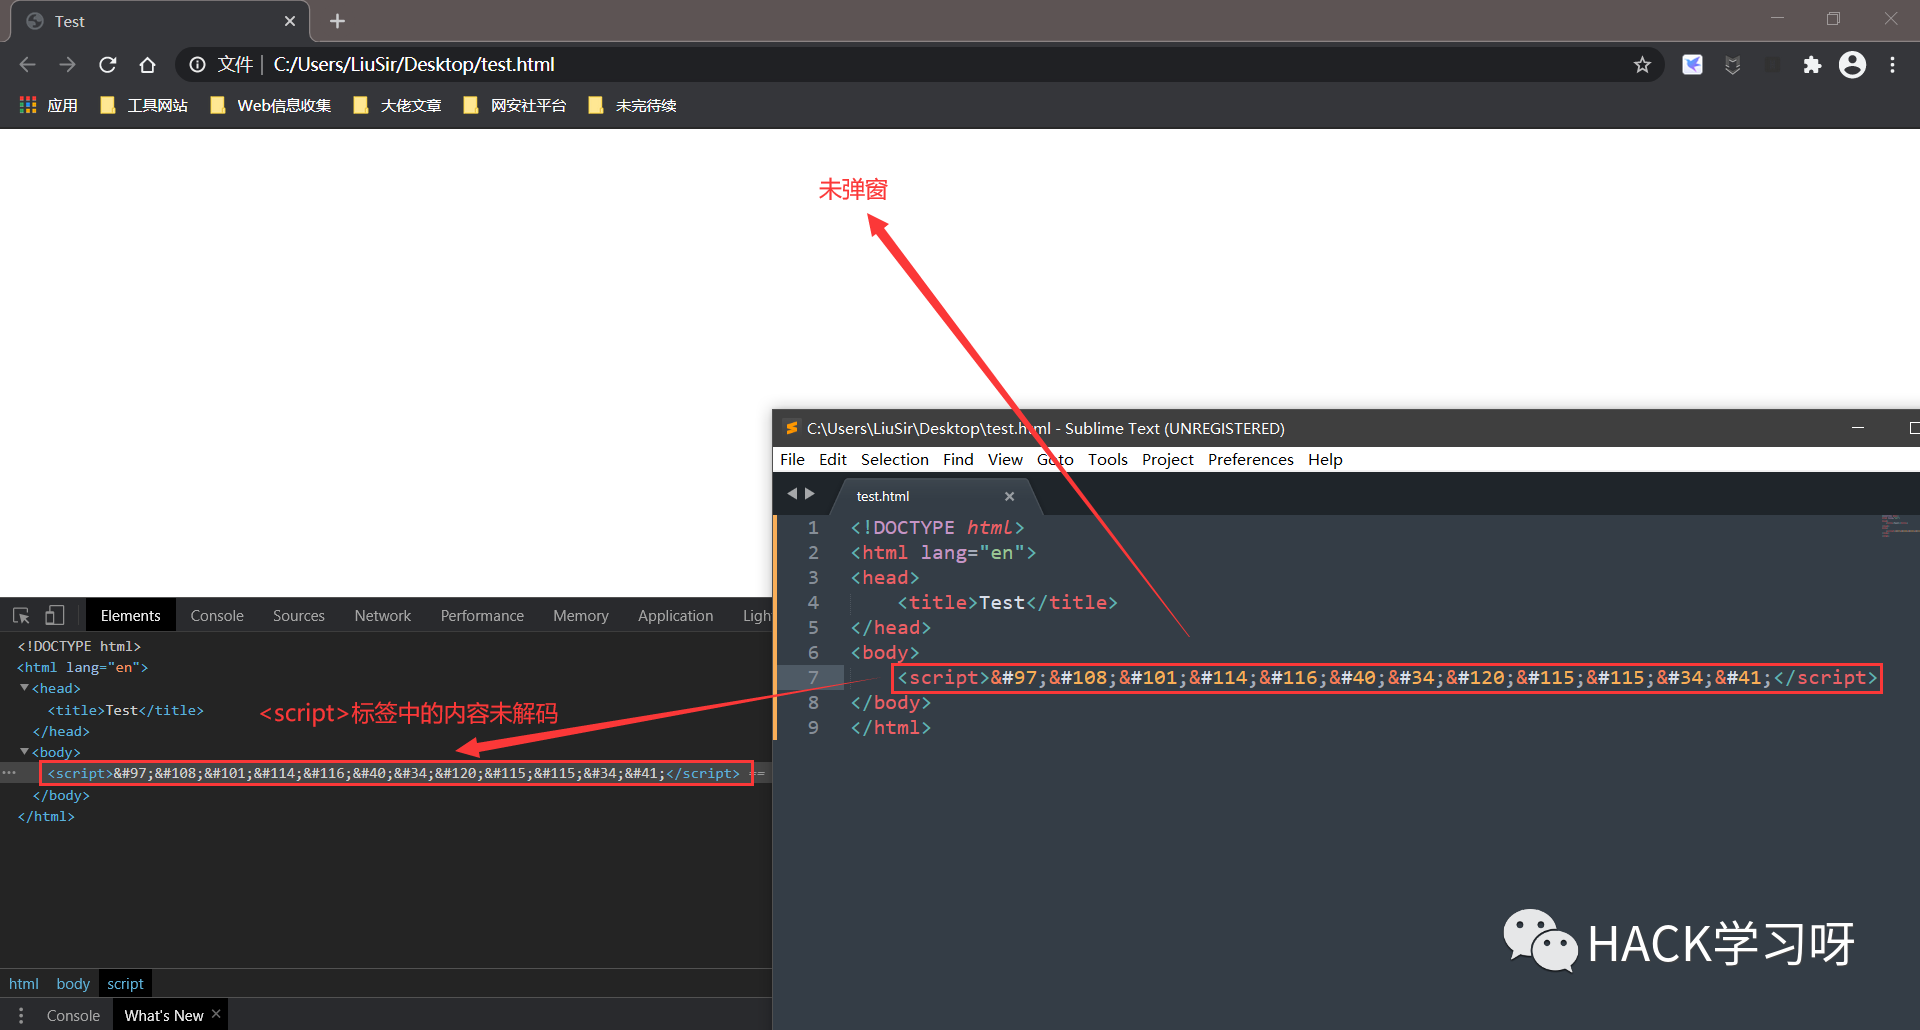 Test
文件 | C:/Users/LiuSir/Desktop/test.html
应用 工具网站 Web信息收集 大佬文章 网安社平台 未完待续
未弹窗
C:\Users\LiuSir\Desktop\test.html - Sublime Text (UNREGISTERED)
File Edit Selection Find View Goto Tools Project Preferences Help
test.html
1 <!DOCTYPE html>
2 <html lang="en">
3 <head>
4 <title>Test</title>
5 </head>
6 <body>
7 <script>&#97;&#108;&#101;&#114;&#116;&#40;&#34;&#120;&#115;&#115;&#34;&#41;</script>
8 </body>
9 </html>
Elements Console Sources Network Performance Memory Application Ligh
<!DOCTYPE html>
<html lang="en">
<head>
<title>Test</title>
</head>
<script>标签中的内容未解码
<body>
<script>&#97;&#108;&#101;&#114;&#116;&#40;&#34;&#120;&#115;&#115;&#34;&#41;</script> ==
</body>
</html>
html body script
Console What's New
HACK学习呀